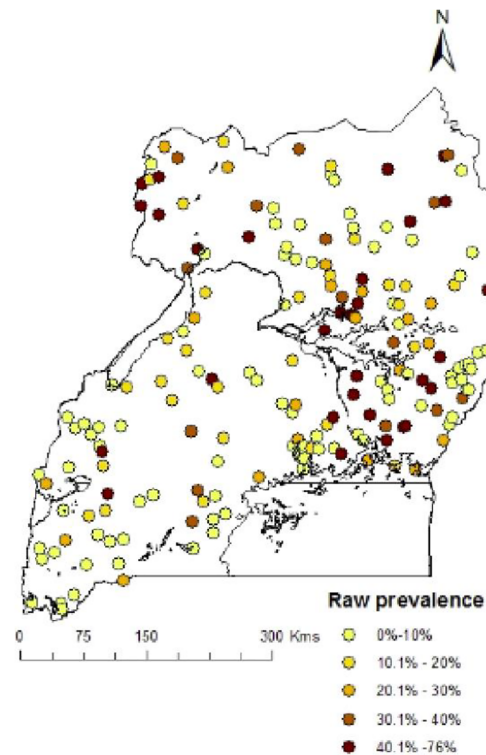 N
Raw prevalence
0 75 150 300 Kms
0%-10%
10.1% - 20%
20.1% - 30%
30.1% - 40%
40.1% -76%